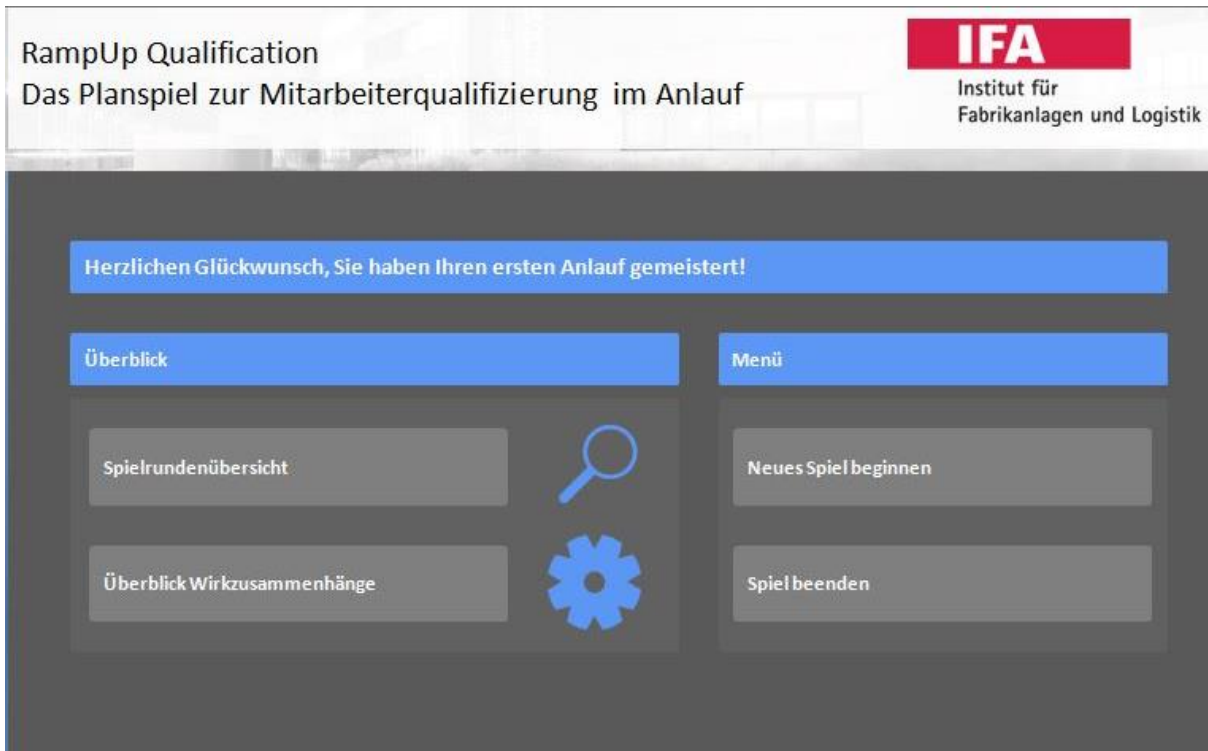 RampUp Qualification
Das Planspiel zur Mitarbeiterqualifizierung im Anlauf
IFA
Institut für
Fabrikanlagen und Logistik
Herzlichen Glückwunsch, Sie haben Ihren ersten Anlauf gemeistert!
Überblick
Spielrundenübersicht
Überblick Wirkzusammenhänge
Menü
Neues Spiel beginnen
Spiel beenden